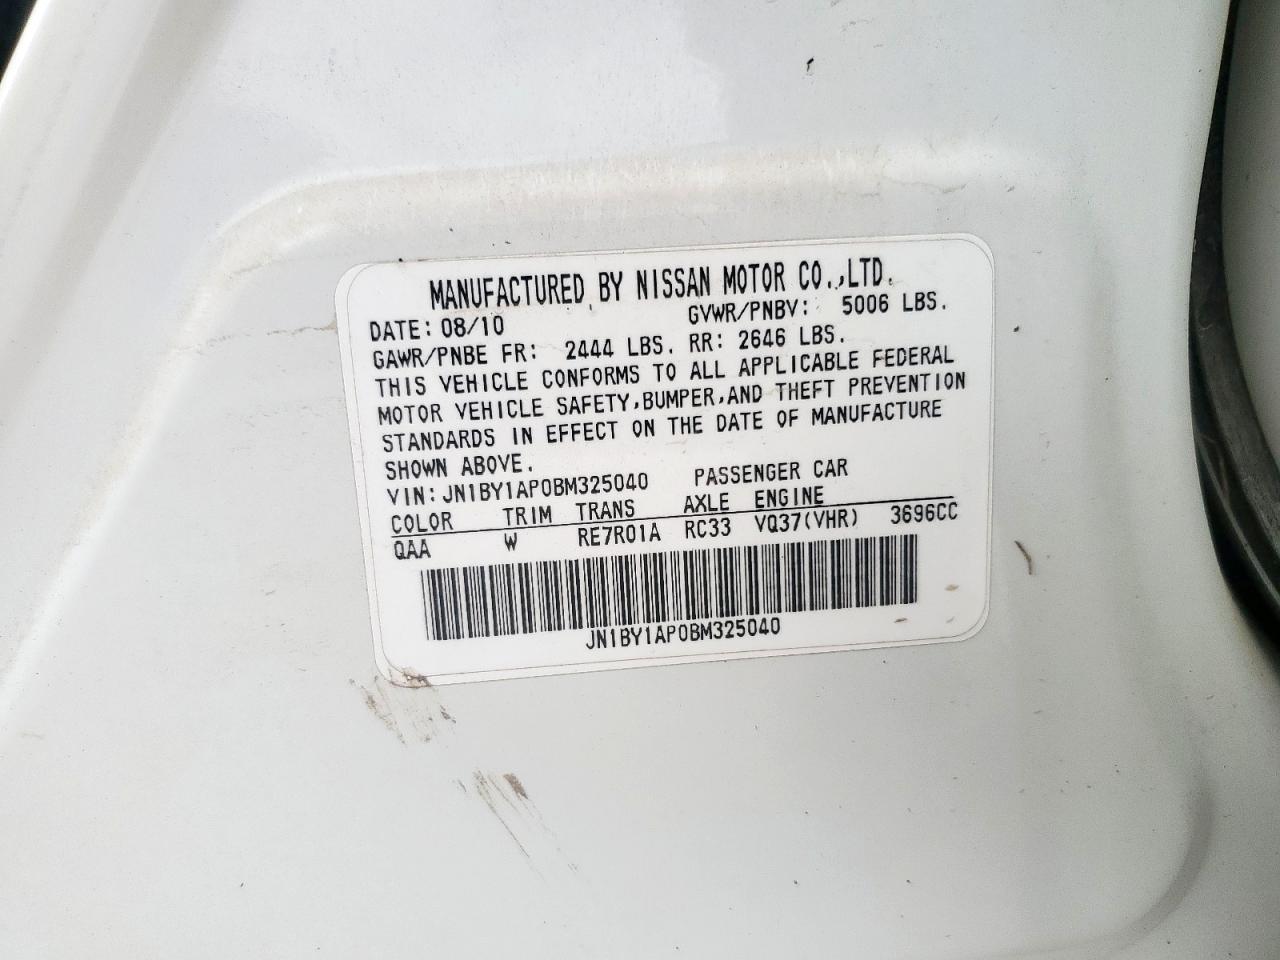 MANUFACTURED BY NISSAN MOTOR CO.,LTD.
DATE: 08/10 GVWR/PNBV: 5006 LBS.
GAWR/PNBE FR: 2444 LBS. RR: 2646 LBS.
THIS VEHICLE CONFORMS TO ALL APPLICABLE FEDERAL
MOTOR VEHICLE SAFETY,BUMPER,AND THEFT PREVENTION
STANDARDS IN EFFECT ON THE DATE OF MANUFACTURE
SHOWN ABOVE.
VIN: JN1BY1AP0BM325040 PASSENGER CAR
COLOR TRIM TRANS AXLE ENGINE
QAA W RE7R01A RC33 VQ37(VHR) 3696CC
JN1BY1AP0BM325040